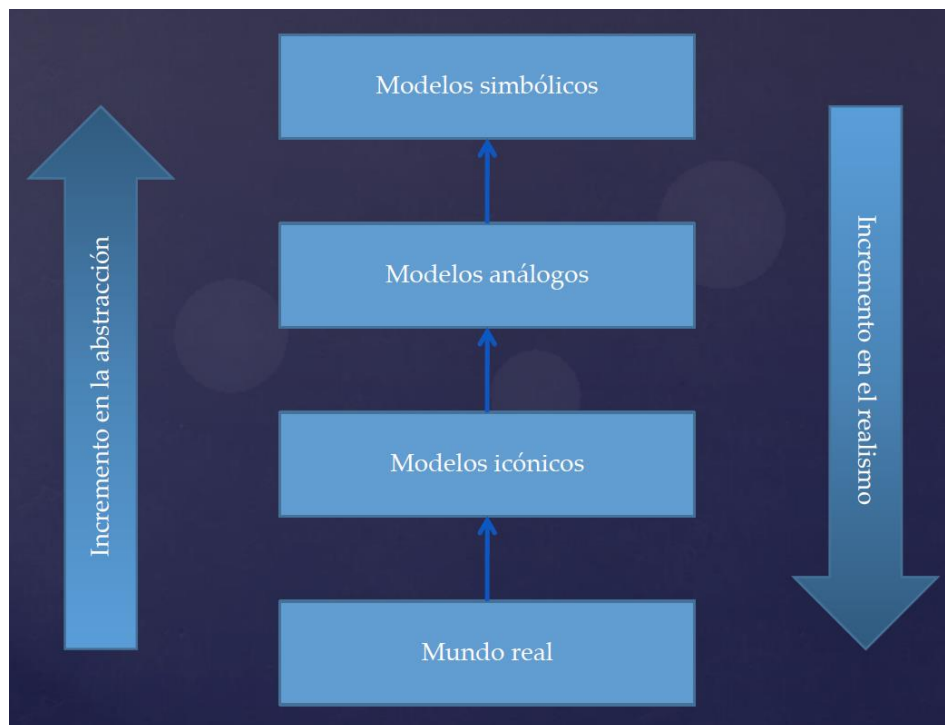 Modelos simbólicos
Modelos análogos
Modelos icónicos
Mundo real
Incremento en la abstracción
Incremento en el realismo